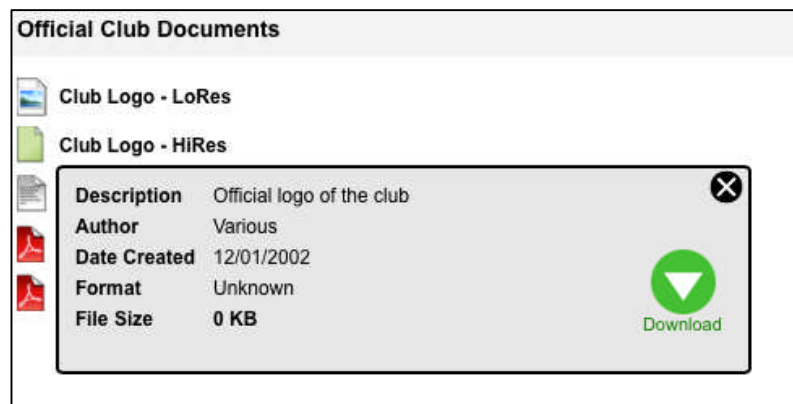 Official Club Documents
Club Logo - LoRes
Club Logo - HiRes
Description Official logo of the club
Author Various
Date Created 12/01/2002
Format Unknown
File Size 0 KB
Download